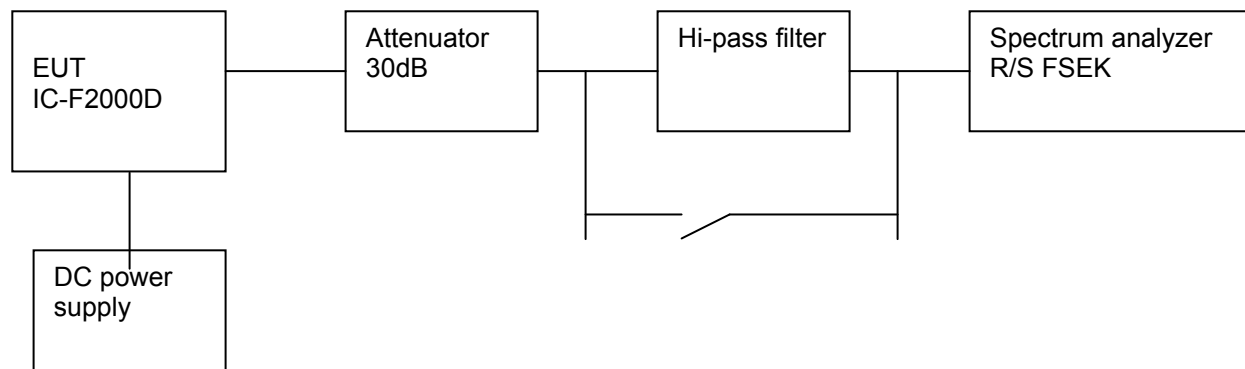 EUT
IC-F2000D
Attenuator
30dB
Hi-pass filter
Spectrum analyzer
R/S FSEK
DC power
supply